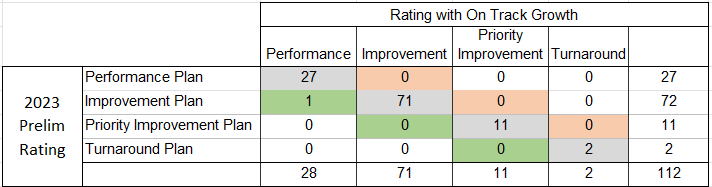 Rating with On Track Growth
Performance Improvement Priority Improvement Turnaround
2023 Prelim Rating
Performance Plan 27 0 0 0 27
Improvement Plan 1 71 0 0 72
Priority Improvement Plan 0 0 11 0 11
Turnaround Plan 0 0 0 2 2
28 71 11 2 112